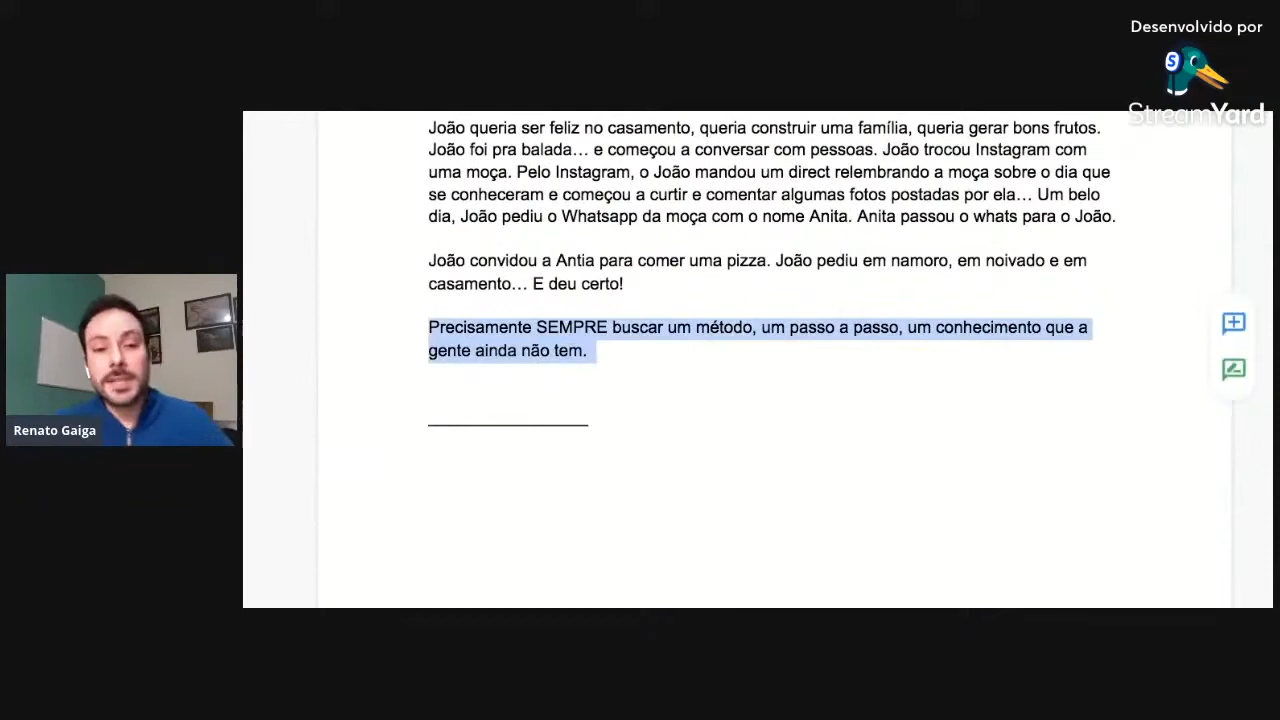 Desenvolvido por
S
StreamYard
João queria ser feliz no casamento, queria construir uma família, queria gerar bons frutos.
João foi pra balada… e começou a conversar com pessoas. João trocou Instagram com
uma moça. Pelo Instagram, o João mandou um direct relembrando a moça sobre o dia que
se conheceram e começou a curtir e comentar algumas fotos postadas por ela… Um belo
dia, João pediu o Whatsapp da moça com o nome Anita. Anita passou o whats para o João.
João convidou a Antia para comer uma pizza. João pediu em namoro, em noivado e em
casamento… E deu certo!
Precisamente SEMPRE buscar um método, um passo a passo, um conhecimento que a
gente ainda não tem.
Renato Gaiga